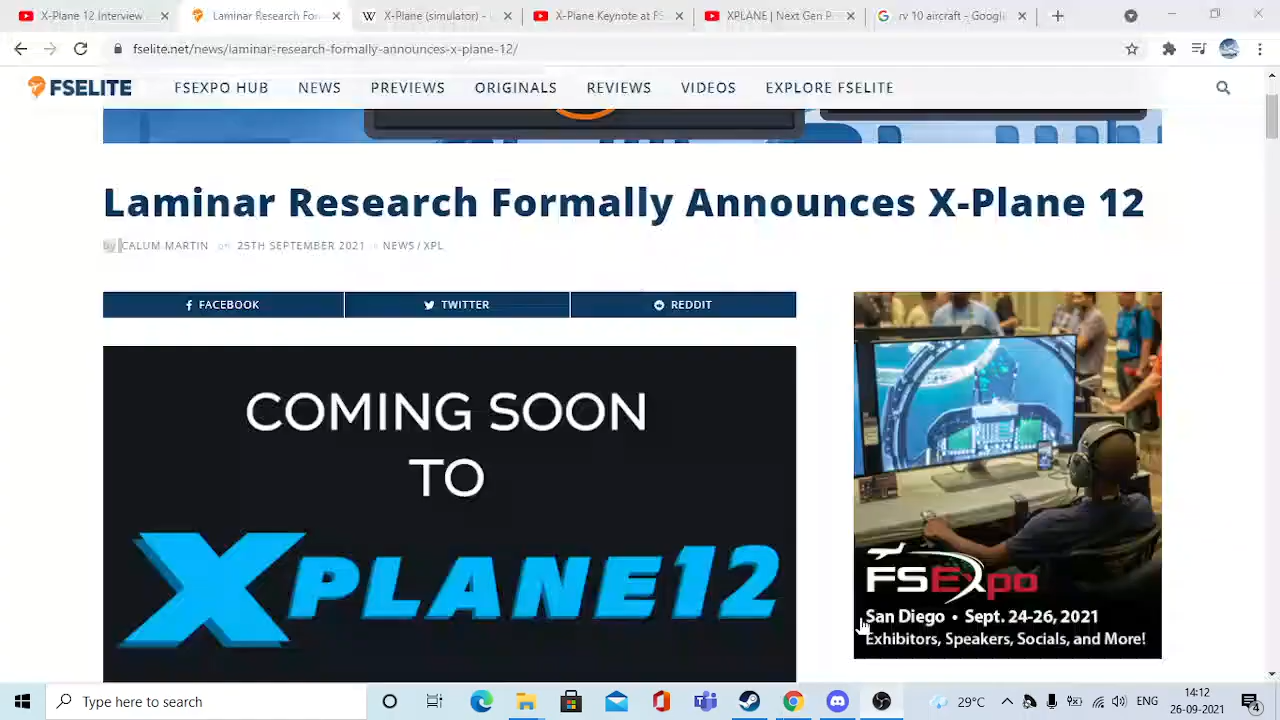 X-Plane - Interview
Laminar Research For
X-Plane (simulator) -
X-Plane Keynote at FS
XPLANE | Next Gen P
rv 10 aircraft - Googl
fselite.net/news/laminar-research-formally-announces-x-plane-12/
FSELITE
FSEXPO HUB NEWS PREVIEWS ORIGINALS REVIEWS VIDEOS EXPLORE FSELITE
Laminar Research Formally Announces X-Plane 12
by CALUM MARTIN on 25TH SEPTEMBER 2021 NEWS / XPL
FACEBOOK TWITTER REDDIT
COMING SOON
TO
XPLANE12
FSExpo
San Diego • Sept. 24-26, 2021
Exhibitors, Speakers, Socials, and More!
Type here to search
29°C
ENG
14:12
26-09-2021
4